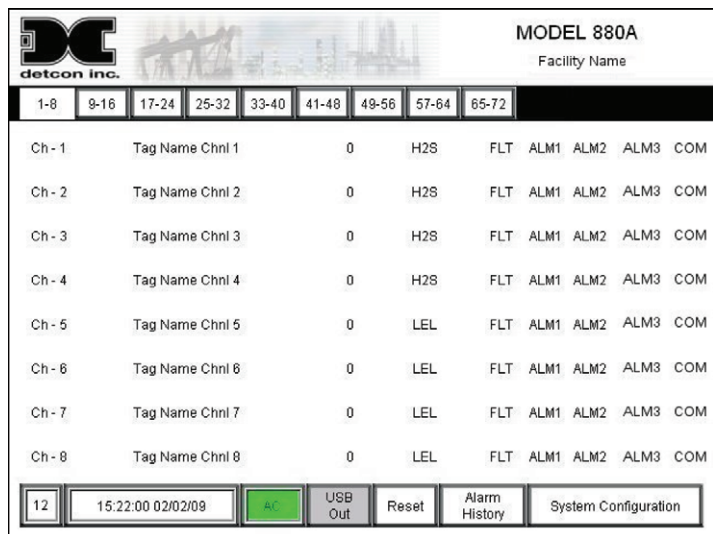 detcon inc.
MODEL 880A
Facility Name
1-8 9-16 17-24 25-32 33-40 41-48 49-56 57-64 65-72
Ch - 1 Tag Name Chnl 1 0 H2S FLT ALM1 ALM2 ALM3 COM
Ch - 2 Tag Name Chnl 2 0 H2S FLT ALM1 ALM2 ALM3 COM
Ch - 3 Tag Name Chnl 3 0 H2S FLT ALM1 ALM2 ALM3 COM
Ch - 4 Tag Name Chnl 4 0 H2S FLT ALM1 ALM2 ALM3 COM
Ch - 5 Tag Name Chnl 5 0 LEL FLT ALM1 ALM2 ALM3 COM
Ch - 6 Tag Name Chnl 6 0 LEL FLT ALM1 ALM2 ALM3 COM
Ch - 7 Tag Name Chnl 7 0 LEL FLT ALM1 ALM2 ALM3 COM
Ch - 8 Tag Name Chnl 8 0 LEL FLT ALM1 ALM2 ALM3 COM
12 15:22:00 02/02/09 AC USB Out Reset Alarm History System Configuration